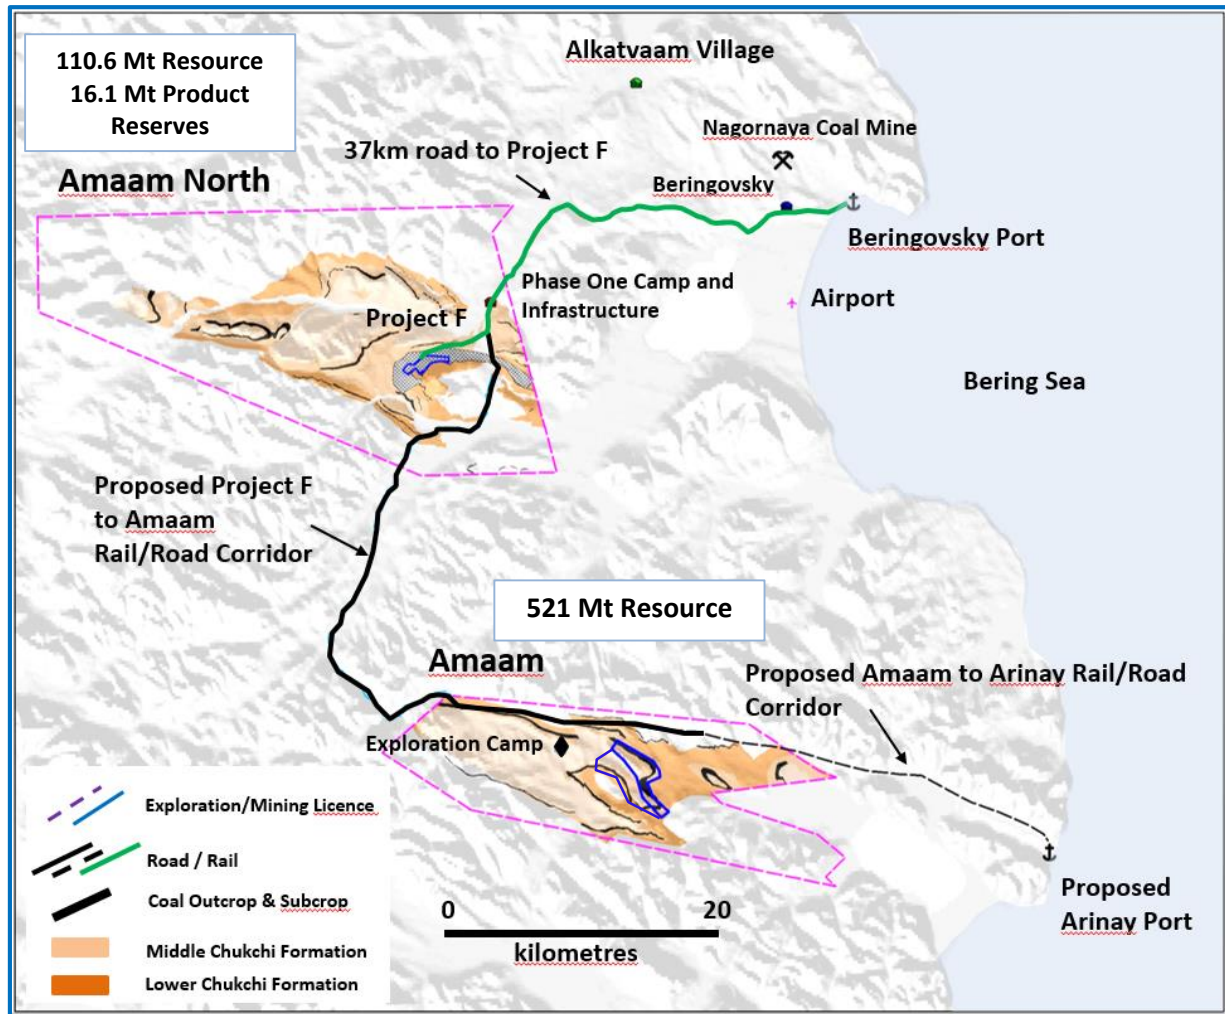 110.6 Mt Resource
16.1 Mt Product
Reserves
Alkatvaam Village
Nagornaya Coal Mine
37km road to Project F
Amaam North
Beringovsky
Beringovsky Port
Phase One Camp and
Infrastructure
Airport
Project F
Bering Sea
Proposed Project F
to Amaam
Rail/Road Corridor
521 Mt Resource
Amaam
Proposed Amaam to Arinay Rail/Road
Corridor
Exploration Camp
Exploration/Mining Licence
Road / Rail
Coal Outcrop & Subcrop
Middle Chukchi Formation
Lower Chukchi Formation
0 20
kilometres
Proposed
Arinay Port